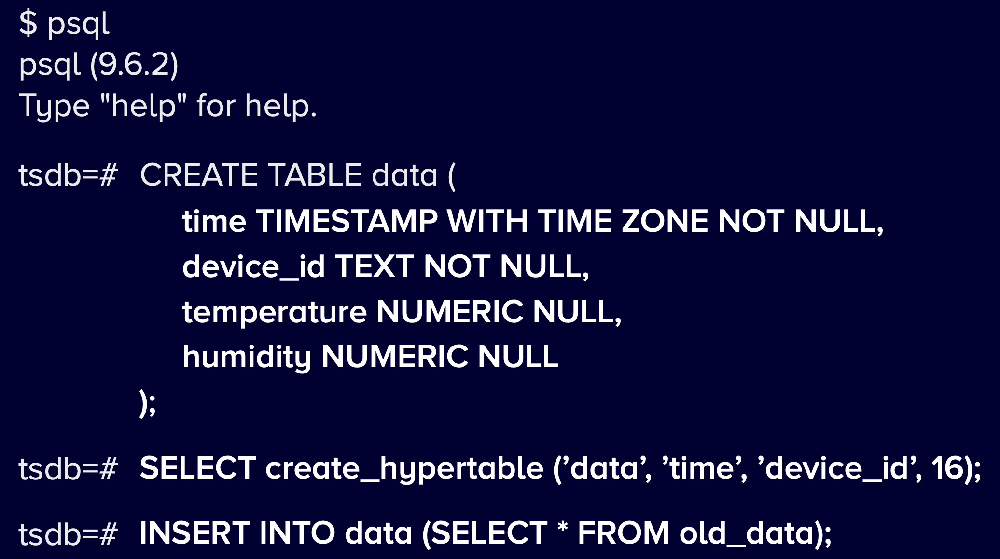 $ psql
psql (9.6.2)
Type "help" for help.
tsdb=# CREATE TABLE data (
time TIMESTAMP WITH TIME ZONE NOT NULL,
device_id TEXT NOT NULL,
temperature NUMERIC NULL,
humidity NUMERIC NULL
);
tsdb=# SELECT create_hypertable (’data’, ’time’, ’device_id’, 16);
tsdb=# INSERT INTO data (SELECT * FROM old_data);